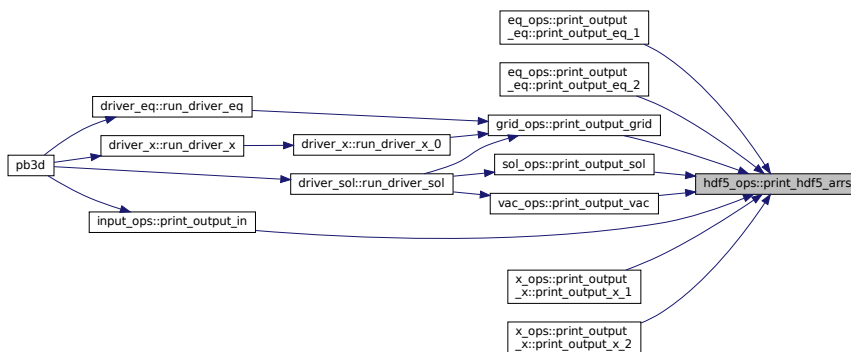 eq_ops::print_output
_eq::print_output_eq_1
eq_ops::print_output
_eq::print_output_eq_2
driver_eq::run_driver_eq
grid_ops::print_output_grid
driver_x::run_driver_x
driver_x::run_driver_x_0
pb3d
sol_ops::print_output_sol
driver_sol::run_driver_sol
hdf5_ops::print_hdf5_arrs
vac_ops::print_output_vac
input_ops::print_output_in
x_ops::print_output
_x::print_output_x_1
x_ops::print_output
_x::print_output_x_2